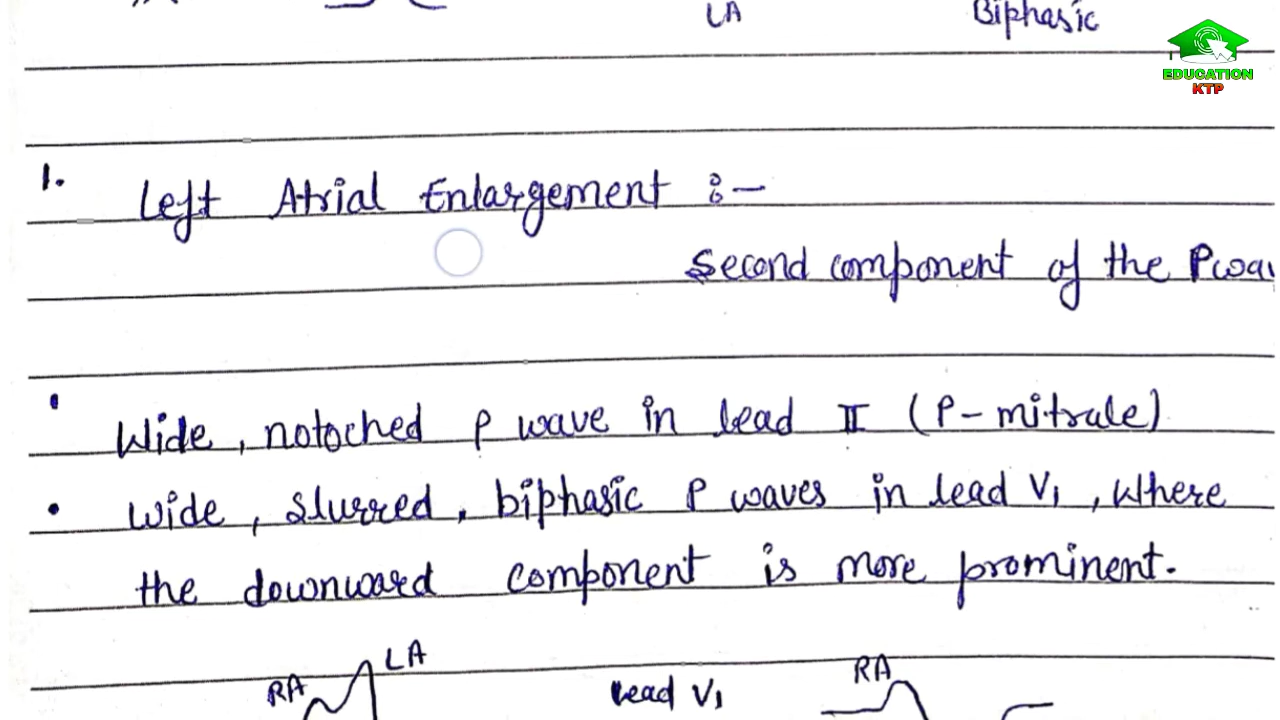 LA Biphasic
EDUCATION
KTP
1. Left Atrial Enlargement :-
Second component of the P
• Wide, notoched P wave in lead II (P-mitrale)
• Wide, slurred, biphasic P waves in lead V1, where
the downward component is more prominent.
RA LA lead V1 RA